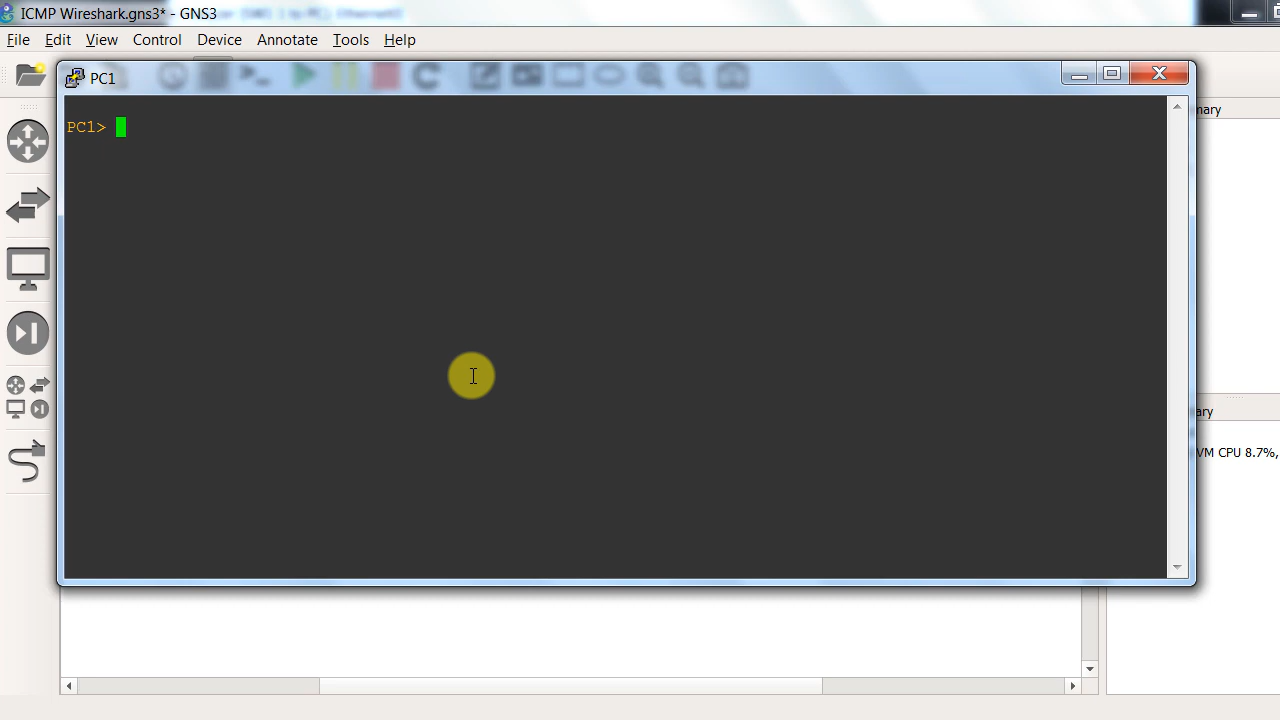 ICMP Wireshark.gns3* - GNS3
File Edit View Control Device Annotate Tools Help
PC1
mary
PC1>
ary
VM CPU 8.7%,